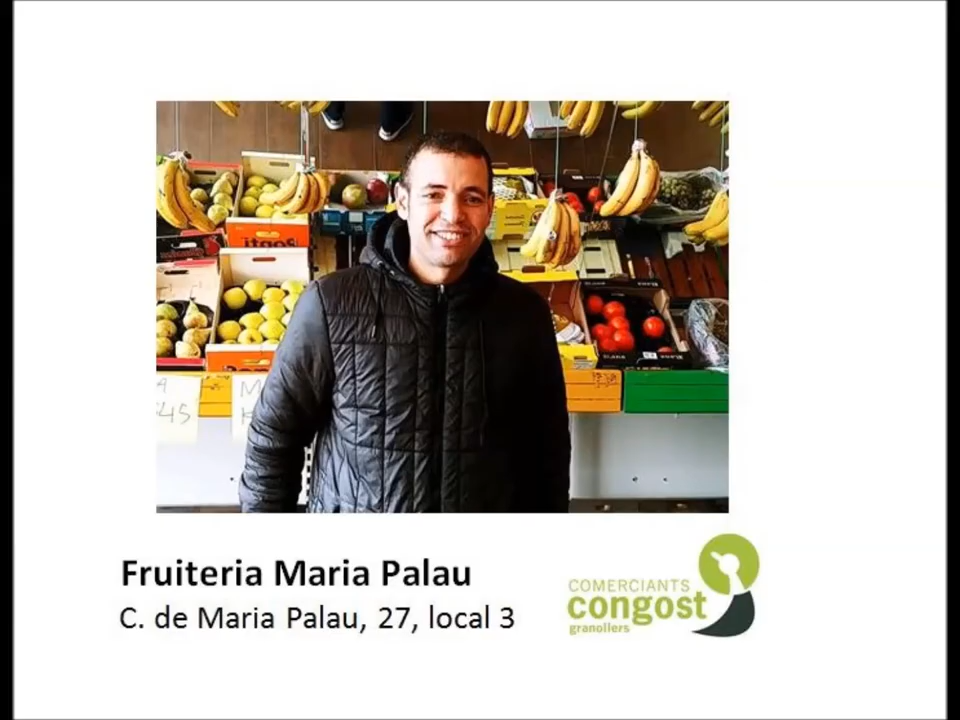 Fruiteria Maria Palau
C. de Maria Palau, 27, local 3
COMERCIANTS
congost
granollers